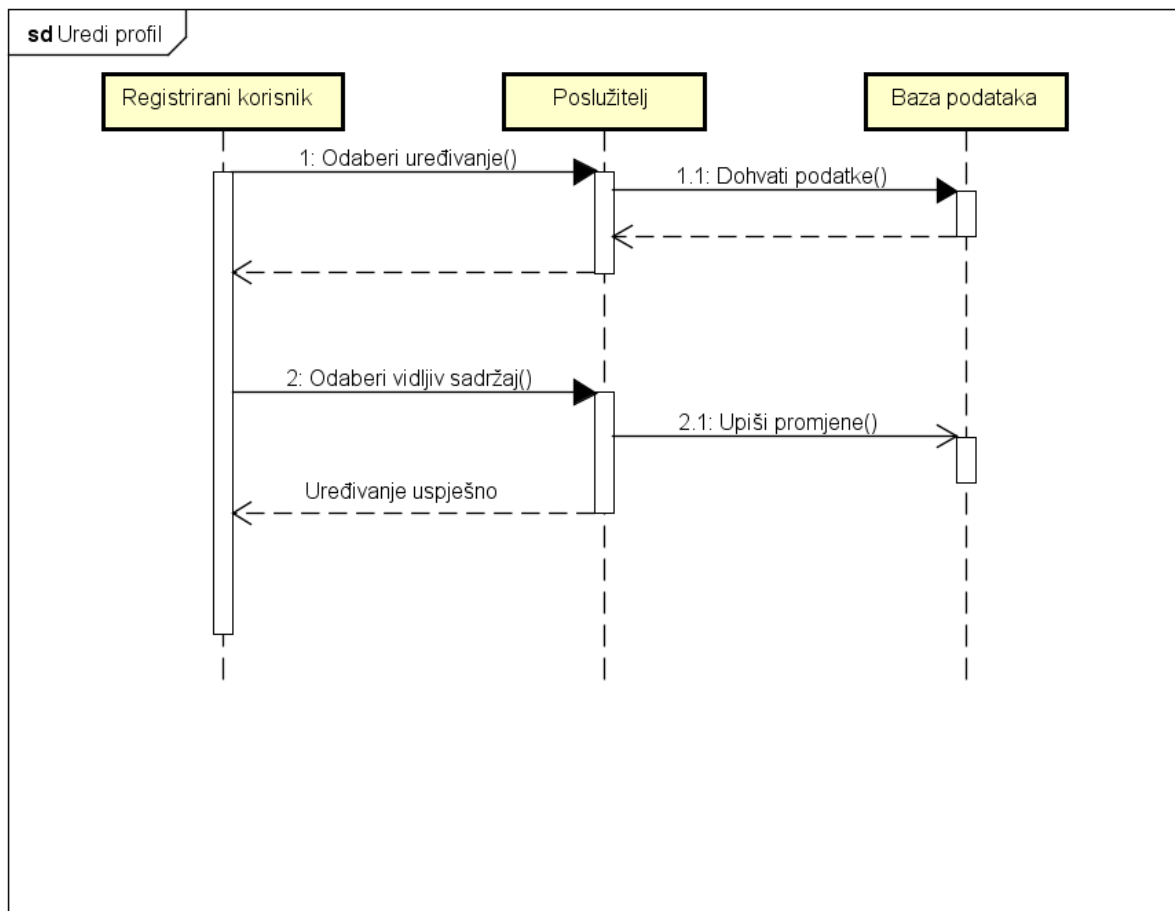 sd Uredi profil
Registrirani korisnik
Poslužitelj
Baza podataka
1: Odaberi uređivanje()
1.1: Dohvati podatke()
2: Odaberi vidljiv sadržaj()
2.1: Upiši promjene()
Uređivanje uspješno